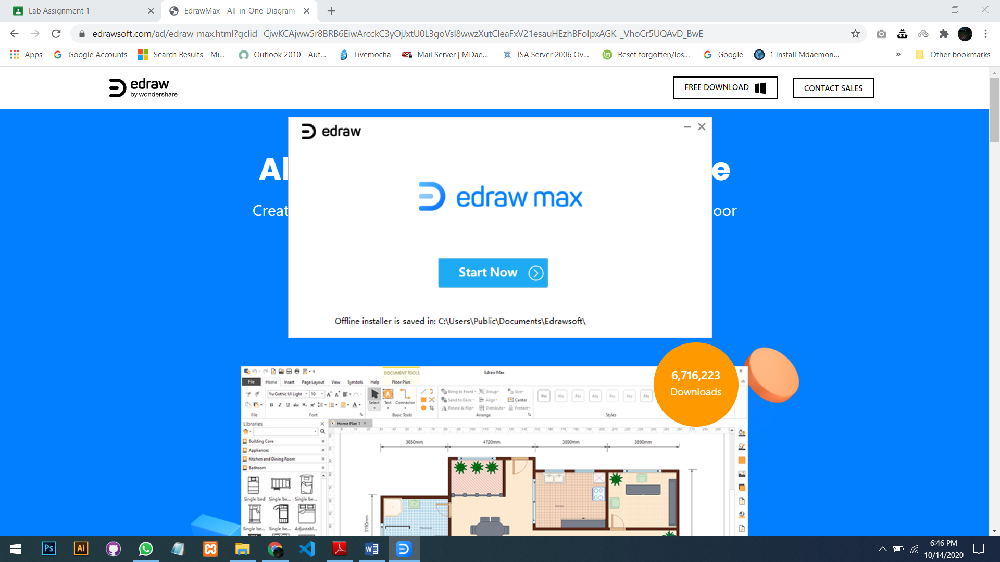 Lab Assignment 1
EdrawMax - All-in-One-Diagram
edrawsoft.com/ad/edraw-max.html?gclid=CjwKCAjww5r8BRB6EiwArcckC3yOjJxtU0L3goVsl8wwzXutCleaFxV21esauHEzhBFoIpxAGK-_VhoCr5UQAvD_BwE
Apps
Google Accounts
Search Results - Mi...
Outlook 2010 - Aut...
Livemocha
Mail Server | MDae...
ISA Server 2006 Ov...
Reset forgotten/los...
Google
1 Install Mdaemon...
»
Other bookmarks
edraw
by wondershare
FREE DOWNLOAD
CONTACT SALES
edraw
edraw max
Start Now
Offline installer is saved in: C:\Users\Public\Documents\Edrawsoft\
6,716,223
Downloads
DOCUMENT TOOLS
Edraw Max
File Home Insert Page Layout View Symbols Help Floor Plan
Yu Gothic UI Light 10
Select Text Connector
Bring to Front Group Size
Send to Back Align Center
Rotate & Flip Distribute Protect
Abc Abc Abc Abc Abc Abc Abc
File Font Basic Tools Arrange Styles
Libraries
Home Plan 1
Building Core
Appliances
Kitchen and Dining Room
Bedroom
3650mm 4720mm 3890mm 3890mm
Single bed Single be... Single be...
Single be... Single be... Adjustabl...
Kitchen
3190mm
Ps
Ai
6:46 PM
10/14/2020